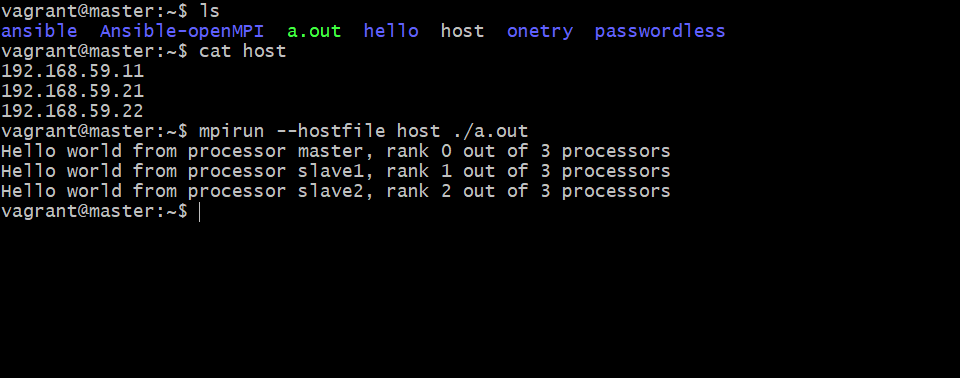 vagrant@master:~$ ls
ansible  Ansible-openMPI  a.out  hello  host  onetry  passwordless
vagrant@master:~$ cat host
192.168.59.11
192.168.59.21
192.168.59.22
vagrant@master:~$ mpirun --hostfile host ./a.out
Hello world from processor master, rank 0 out of 3 processors
Hello world from processor slave1, rank 1 out of 3 processors
Hello world from processor slave2, rank 2 out of 3 processors
vagrant@master:~$